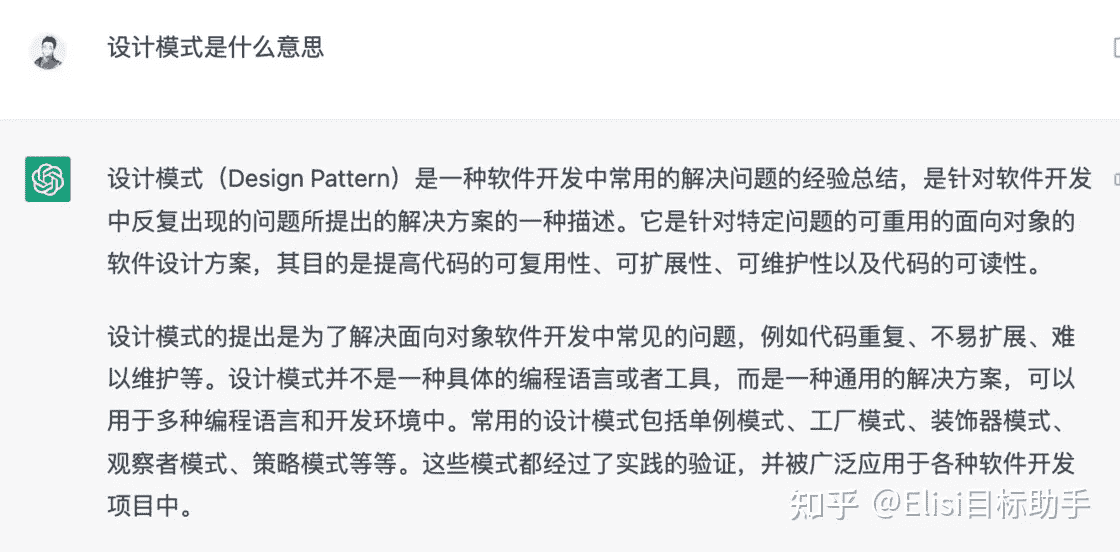 设计模式是什么意思
设计模式（Design Pattern）是一种软件开发中常用的解决问题的经验总结，是针对软件开发
中反复出现的问题所提出的解决方案的一种描述。它是针对特定问题的可重用的面向对象的
软件设计方案，其目的是提高代码的可复用性、可扩展性、可维护性以及代码的可读性。
设计模式的提出是为了解决面向对象软件开发中常见的问题，例如代码重复、不易扩展、难
以维护等。设计模式并不是一种具体的编程语言或者工具，而是一种通用的解决方案，可以
用于多种编程语言和开发环境中。常用的设计模式包括单例模式、工厂模式、装饰器模式、
观察者模式、策略模式等等。这些模式都经过了实践的验证，并被广泛应用于各种软件开发
项目中。
知乎 @Elisi目标助手